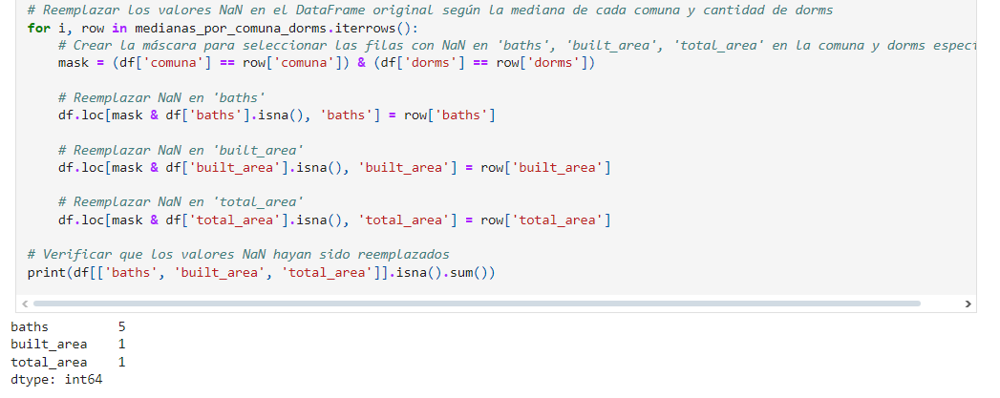 # Reemplazar los valores NaN en el DataFrame original según la mediana de cada comuna y cantidad de dorms
for i, row in medianas_por_comuna_dorms.iterrows():
    # Crear la máscara para seleccionar las filas con NaN en 'baths', 'built_area', 'total_area' en la comuna y dorms
    mask = (df['comuna'] == row['comuna']) & (df['dorms'] == row['dorms'])

    # Reemplazar NaN en 'baths'
    df.loc[mask & df['baths'].isna(), 'baths'] = row['baths']

    # Reemplazar NaN en 'built_area'
    df.loc[mask & df['built_area'].isna(), 'built_area'] = row['built_area']

    # Reemplazar NaN en 'total_area'
    df.loc[mask & df['total_area'].isna(), 'total_area'] = row['total_area']

# Verificar que los valores NaN hayan sido reemplazados
print(df[['baths', 'built_area', 'total_area']].isna().sum())
baths         5
built_area    1
total_area    1
dtype: int64